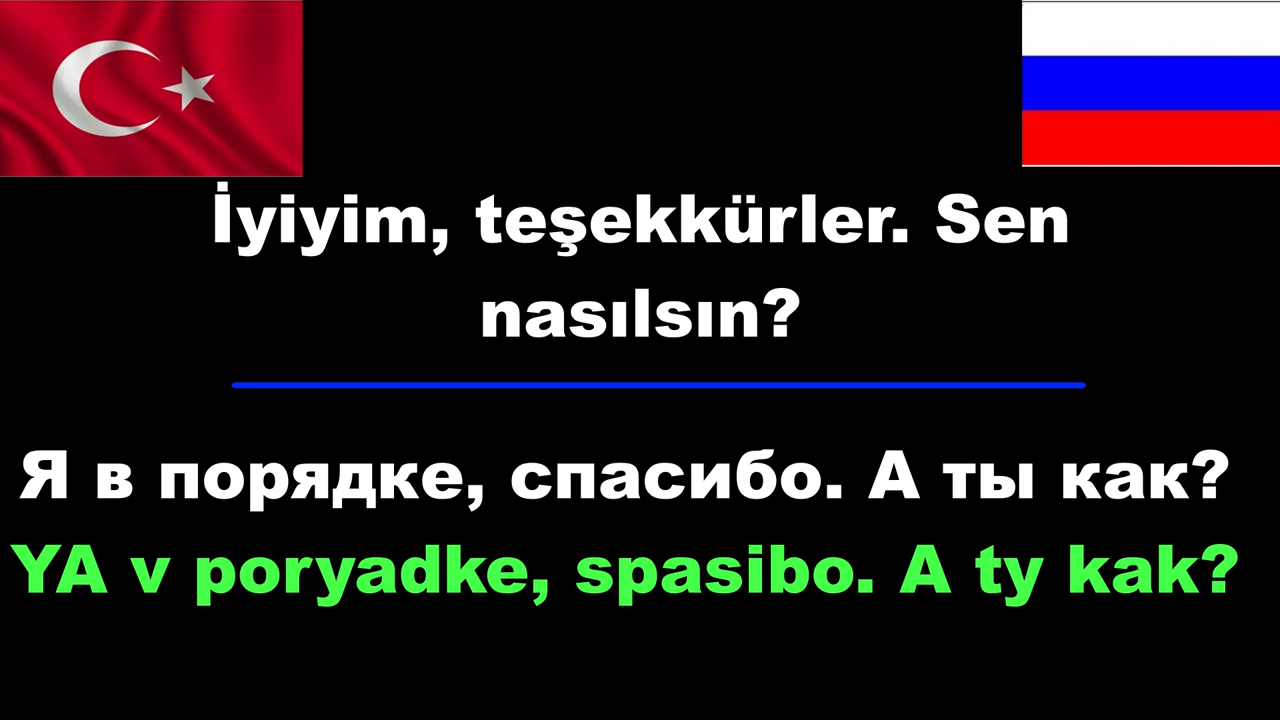 İyiyim, teşekkürler. Sen
nasılsın?
Я в порядке, спасибо. А ты как?
YA v poryadke, spasibo. A ty kak?